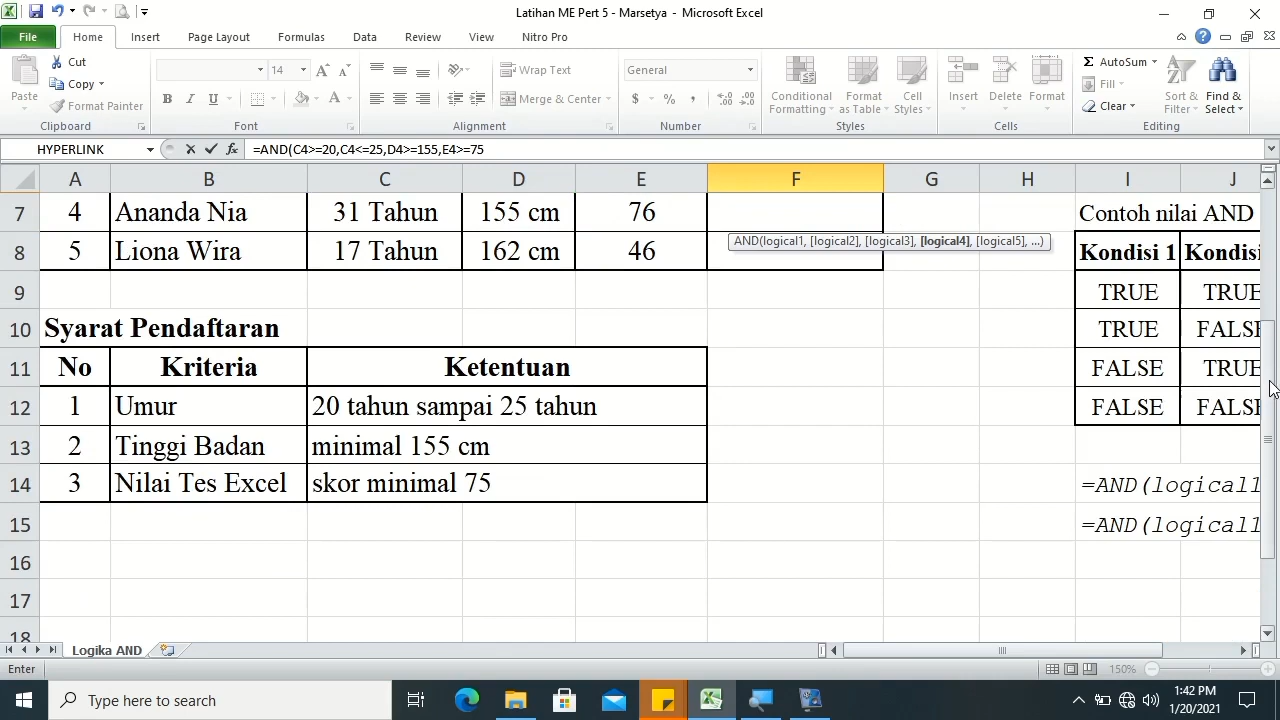 Latihan ME Pert 5 - Marsetya - Microsoft Excel
File Home Insert Page Layout Formulas Data Review View Nitro Pro
Paste Cut Copy Format Painter
14
Wrap Text
Merge & Center
General
$ % ,
Conditional Formatting Format as Table Cell Styles
Insert Delete Format
Σ AutoSum
Fill
Clear
Sort & Filter Find & Select
Clipboard Font Alignment Number Styles Cells Editing
HYPERLINK fx =AND(C4>=20,C4<=25,D4>=155,E4>=75
A B C D E F G H I J
7 4 Ananda Nia 31 Tahun 155 cm 76 Contoh nilai AND
AND(logical1, [logical2], [logical3], [logical4], [logical5], ...)
8 5 Liona Wira 17 Tahun 162 cm 46 Kondisi 1 Kondisi
9 TRUE TRUE
10 Syarat Pendaftaran TRUE FALSE
11 No Kriteria Ketentuan FALSE TRUE
12 1 Umur 20 tahun sampai 25 tahun FALSE FALSE
13 2 Tinggi Badan minimal 155 cm
14 3 Nilai Tes Excel skor minimal 75 =AND(logical1
15 =AND(logical1
16
17
18
Logika AND
Enter 150%
Type here to search
1:42 PM
1/20/2021